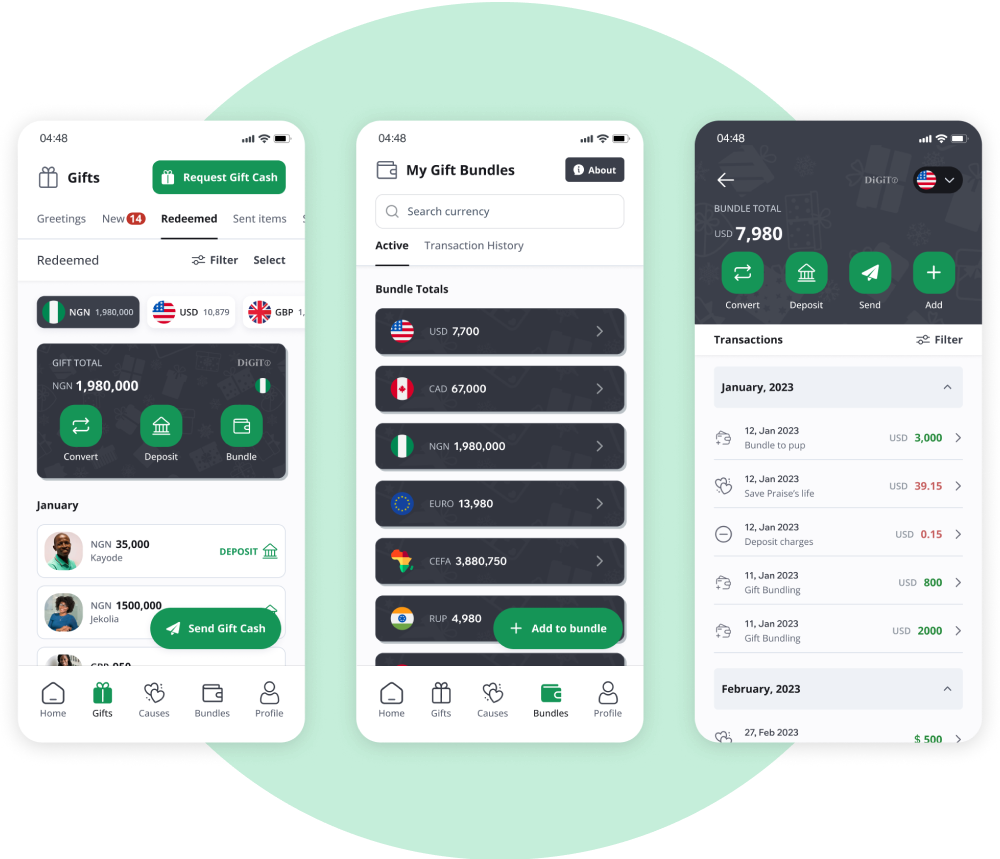 04:48
Gifts
Request Gift Cash
Greetings New 14 Redeemed Sent items
Redeemed Filter Select
NGN 1,980,000 USD 10,879 GBP 1,
GIFT TOTAL DiGiT
NGN 1,980,000
Convert Deposit Bundle
January
NGN 35,000
Kayode
DEPOSIT
NGN 1500,000
Jekolia
Send Gift Cash
GBP 950
Home Gifts Causes Bundles Profile
04:48
My Gift Bundles
About
Search currency
Active Transaction History
Bundle Totals
USD 7,700
CAD 67,000
NGN 1,980,000
EURO 13,980
CEFA 3,880,750
RUP 4,980
Add to bundle
Home Gifts Causes Bundles Profile
04:48
DiGiT
BUNDLE TOTAL
USD 7,980
Convert Deposit Send Add
Transactions Filter
January, 2023
12, Jan 2023
Bundle to pup
USD 3,000
12, Jan 2023
Save Praise's life
USD 39.15
12, Jan 2023
Deposit charges
USD 0.15
11, Jan 2023
Gift Bundling
USD 800
11, Jan 2023
Gift Bundling
USD 2000
February, 2023
27, Feb 2023
$ 500